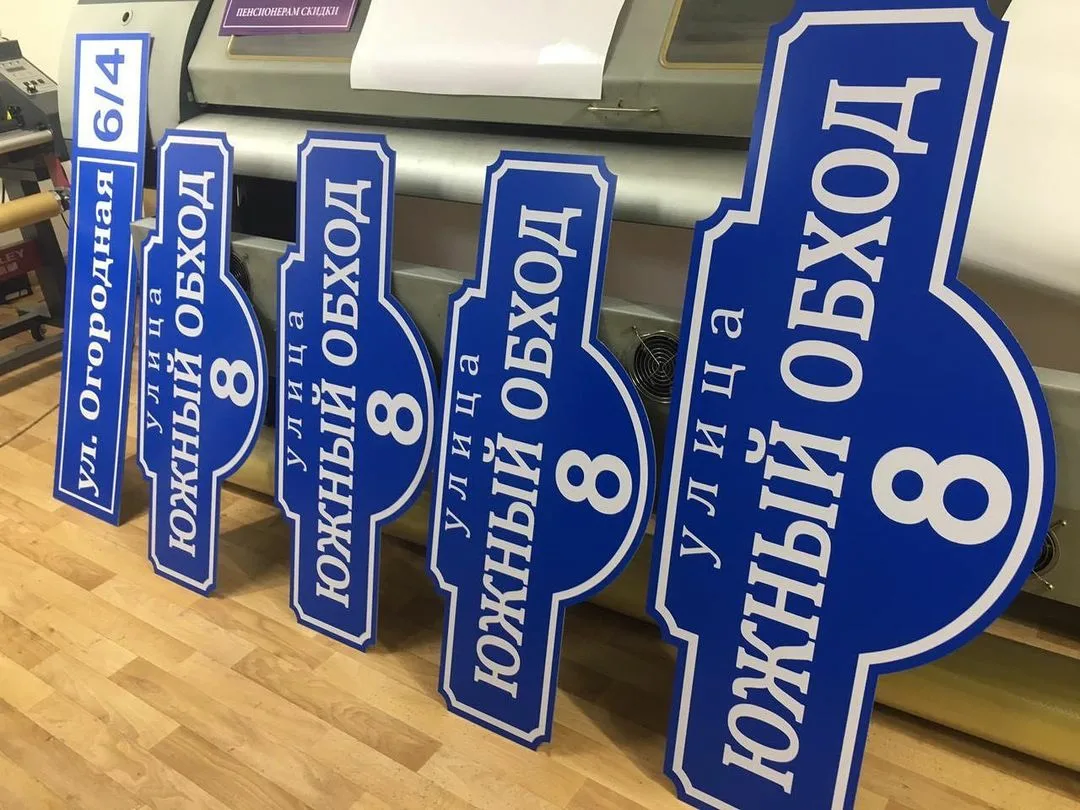 ПЕНСИОНЕРАМ СКИДКИ
ул. Огородная 6/4
улица
ЮЖНЫЙ ОБХОД
8
улица
ЮЖНЫЙ ОБХОД
8
улица
ЮЖНЫЙ ОБХОД
8
улица
ЮЖНЫЙ ОБХОД
8